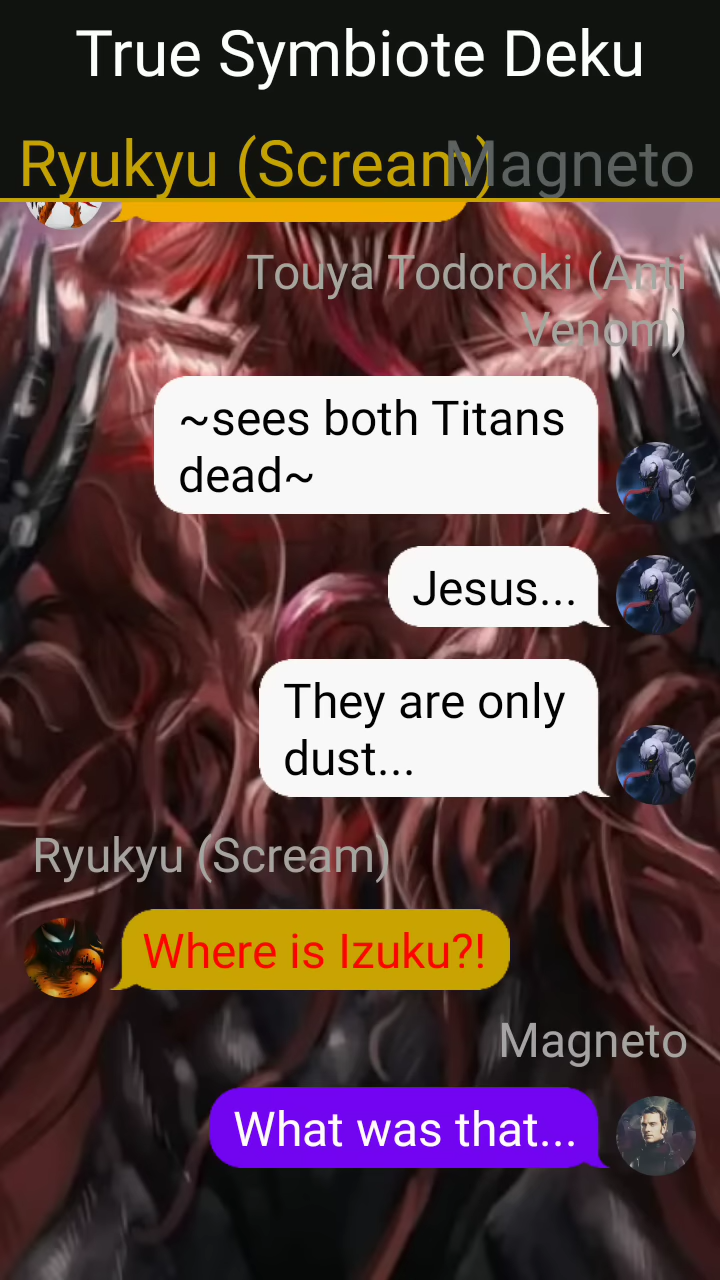 True Symbiote Deku
Ryukyu (Scream)
Magneto
Touya Todoroki (Anti
Venom)
~sees both Titans
dead~
Jesus...
They are only
dust...
Ryukyu (Scream)
Where is Izuku?!
Magneto
What was that...